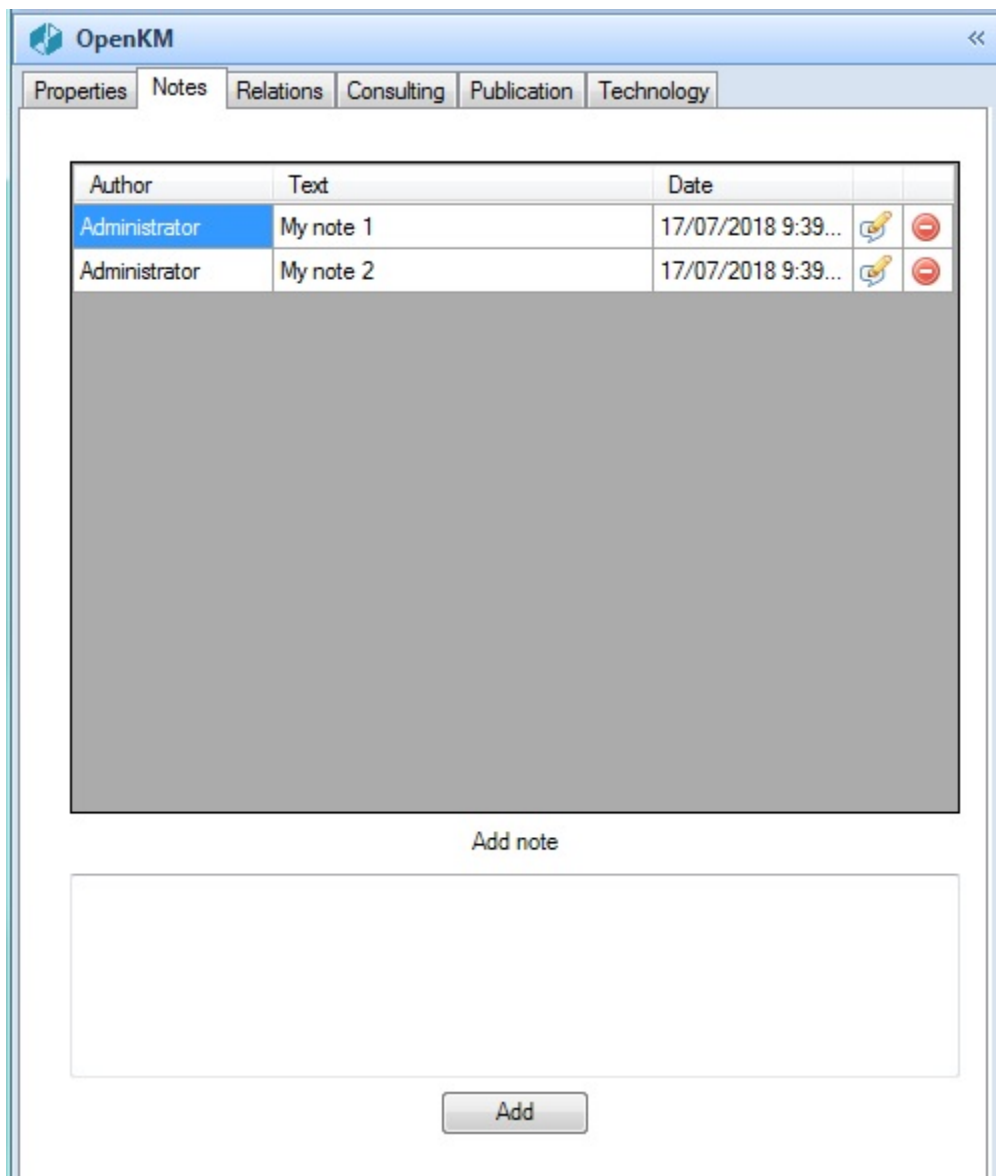 OpenKM «
Properties Notes Relations Consulting Publication Technology
Author Text Date
Administrator My note 1 17/07/2018 9:39...
Administrator My note 2 17/07/2018 9:39...
Add note
Add